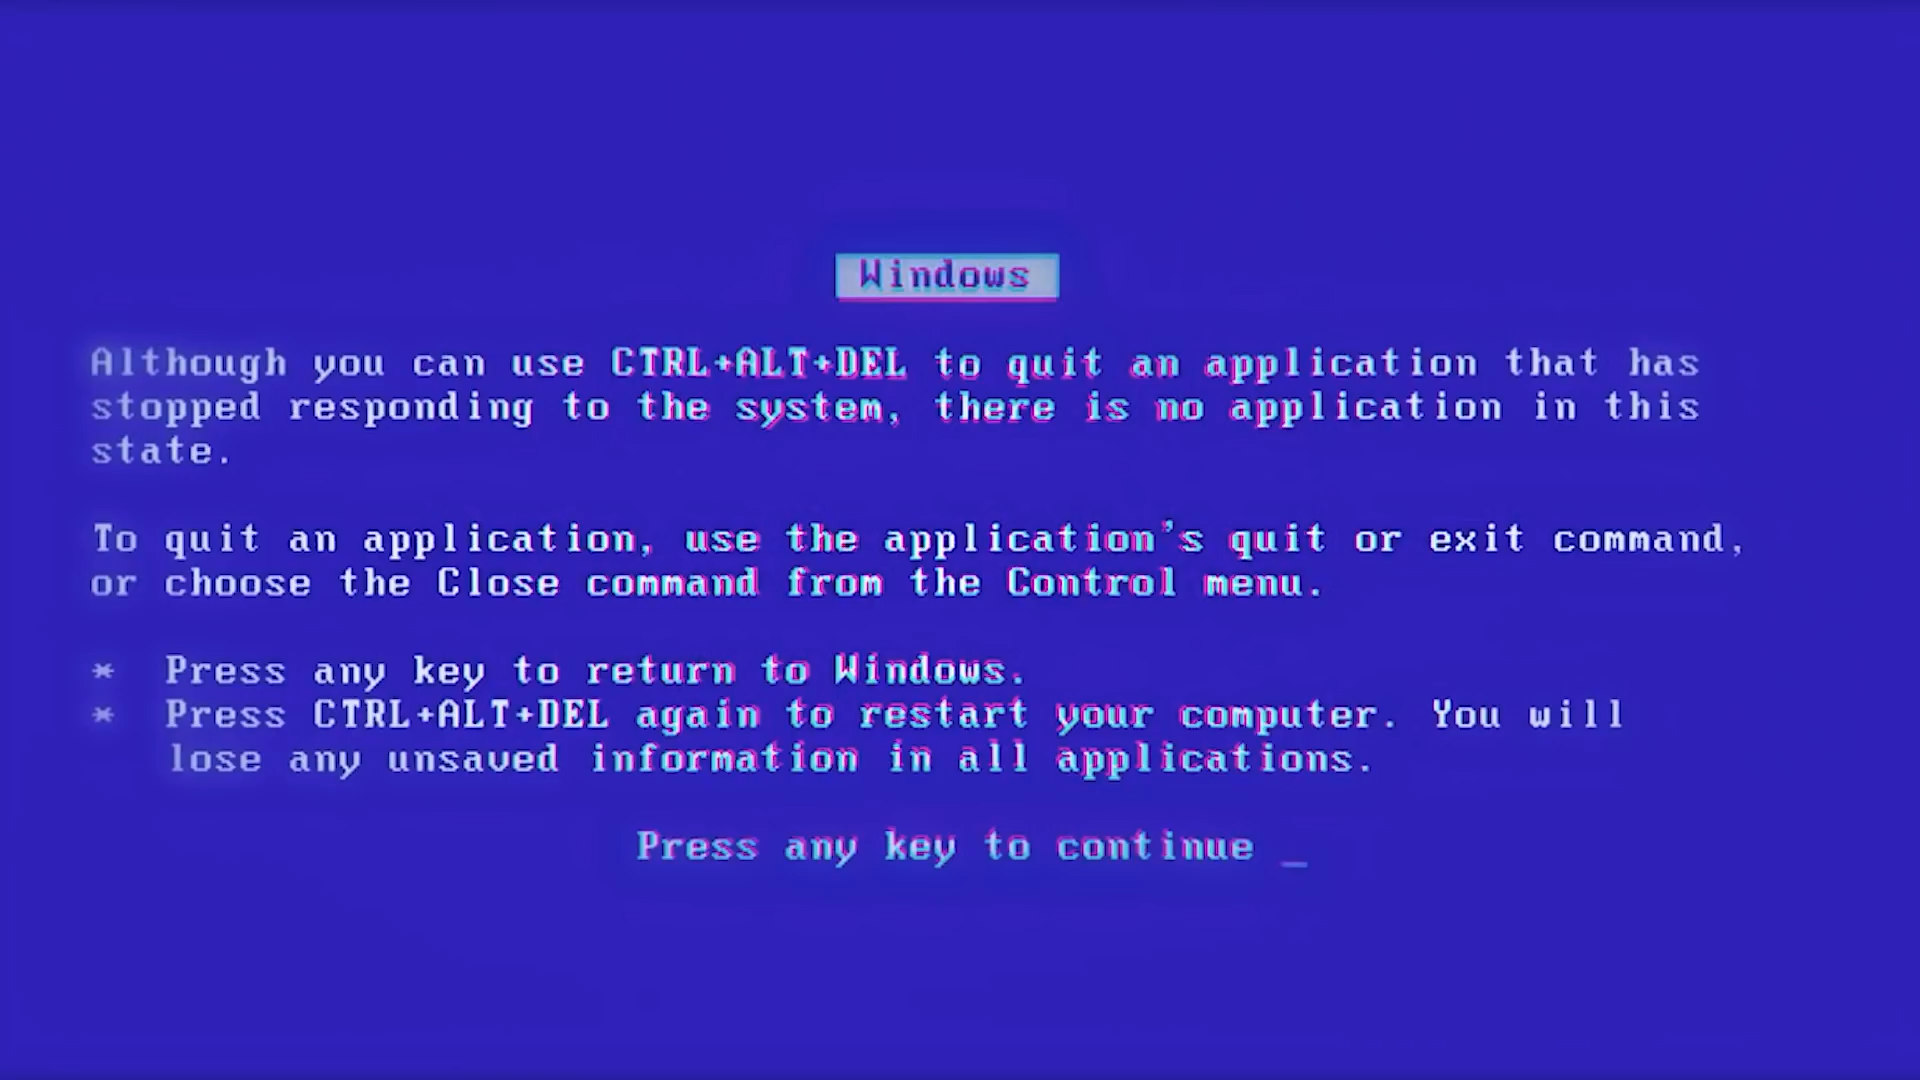 Windows
Although you can use CTRL+ALT+DEL to quit an application that has
stopped responding to the system, there is no application in this
state.
To quit an application, use the application's quit or exit command,
or choose the Close command from the Control menu.
* Press any key to return to Windows.
* Press CTRL+ALT+DEL again to restart your computer. You will
lose any unsaved information in all applications.
Press any key to continue _